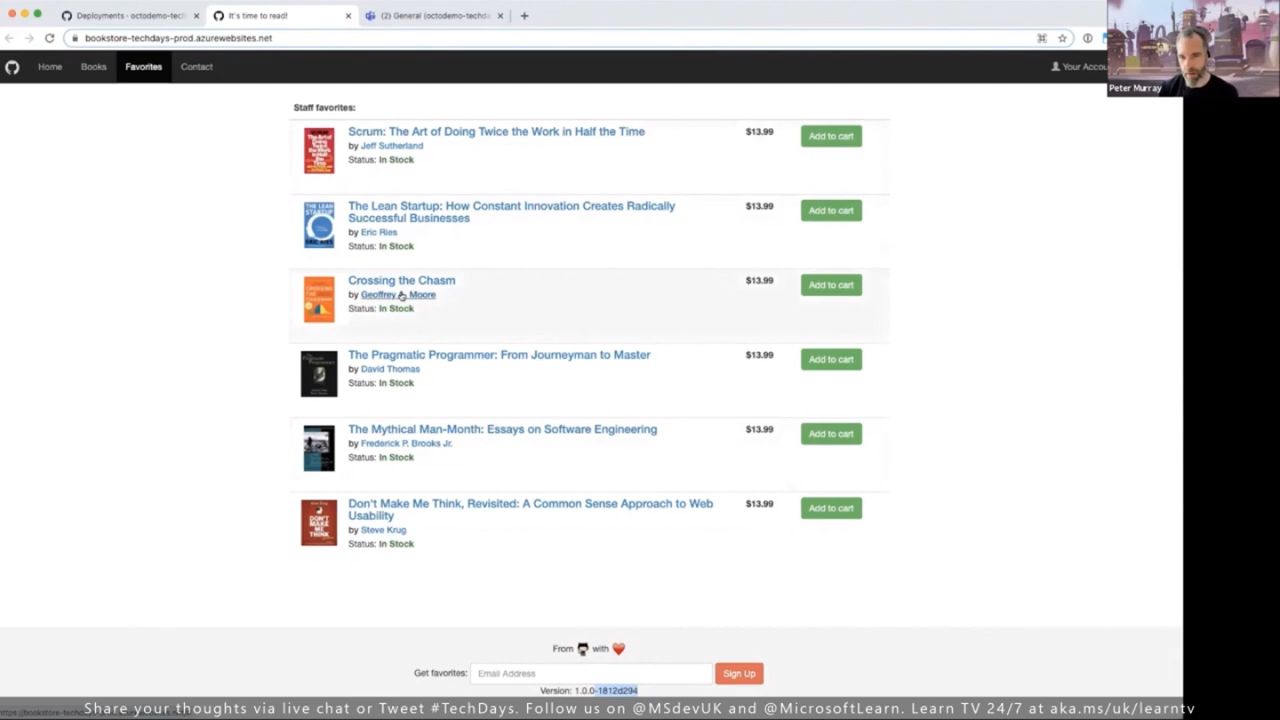 Deployments · octodemo-tech
It's time to read!
(2) General (octodemo-techda
bookstore-techdays-prod.azurewebsites.net
Home
Books
Favorites
Contact
Your Accou
Peter Murray
Staff favorites:
Scrum: The Art of Doing Twice the Work in Half the Time
$13.99
Add to cart
by Jeff Sutherland
Status: In Stock
The Lean Startup: How Constant Innovation Creates Radically
Successful Businesses
$13.99
Add to cart
by Eric Ries
Status: In Stock
Crossing the Chasm
$13.99
Add to cart
by Geoffrey Moore
Status: In Stock
The Pragmatic Programmer: From Journeyman to Master
$13.99
Add to cart
by David Thomas
Status: In Stock
The Mythical Man-Month: Essays on Software Engineering
$13.99
Add to cart
by Frederick P. Brooks Jr.
Status: In Stock
Don't Make Me Think, Revisited: A Common Sense Approach to Web
Usability
$13.99
Add to cart
by Steve Krug
Status: In Stock
From with
Get favorites:
Email Address
Sign Up
Version: 1.0.0-1812d294
Share your thoughts via live chat or Tweet #TechDays. Follow us on @MSdevUK and @MicrosoftLearn. Learn TV 24/7 at aka.ms/uk/learntv